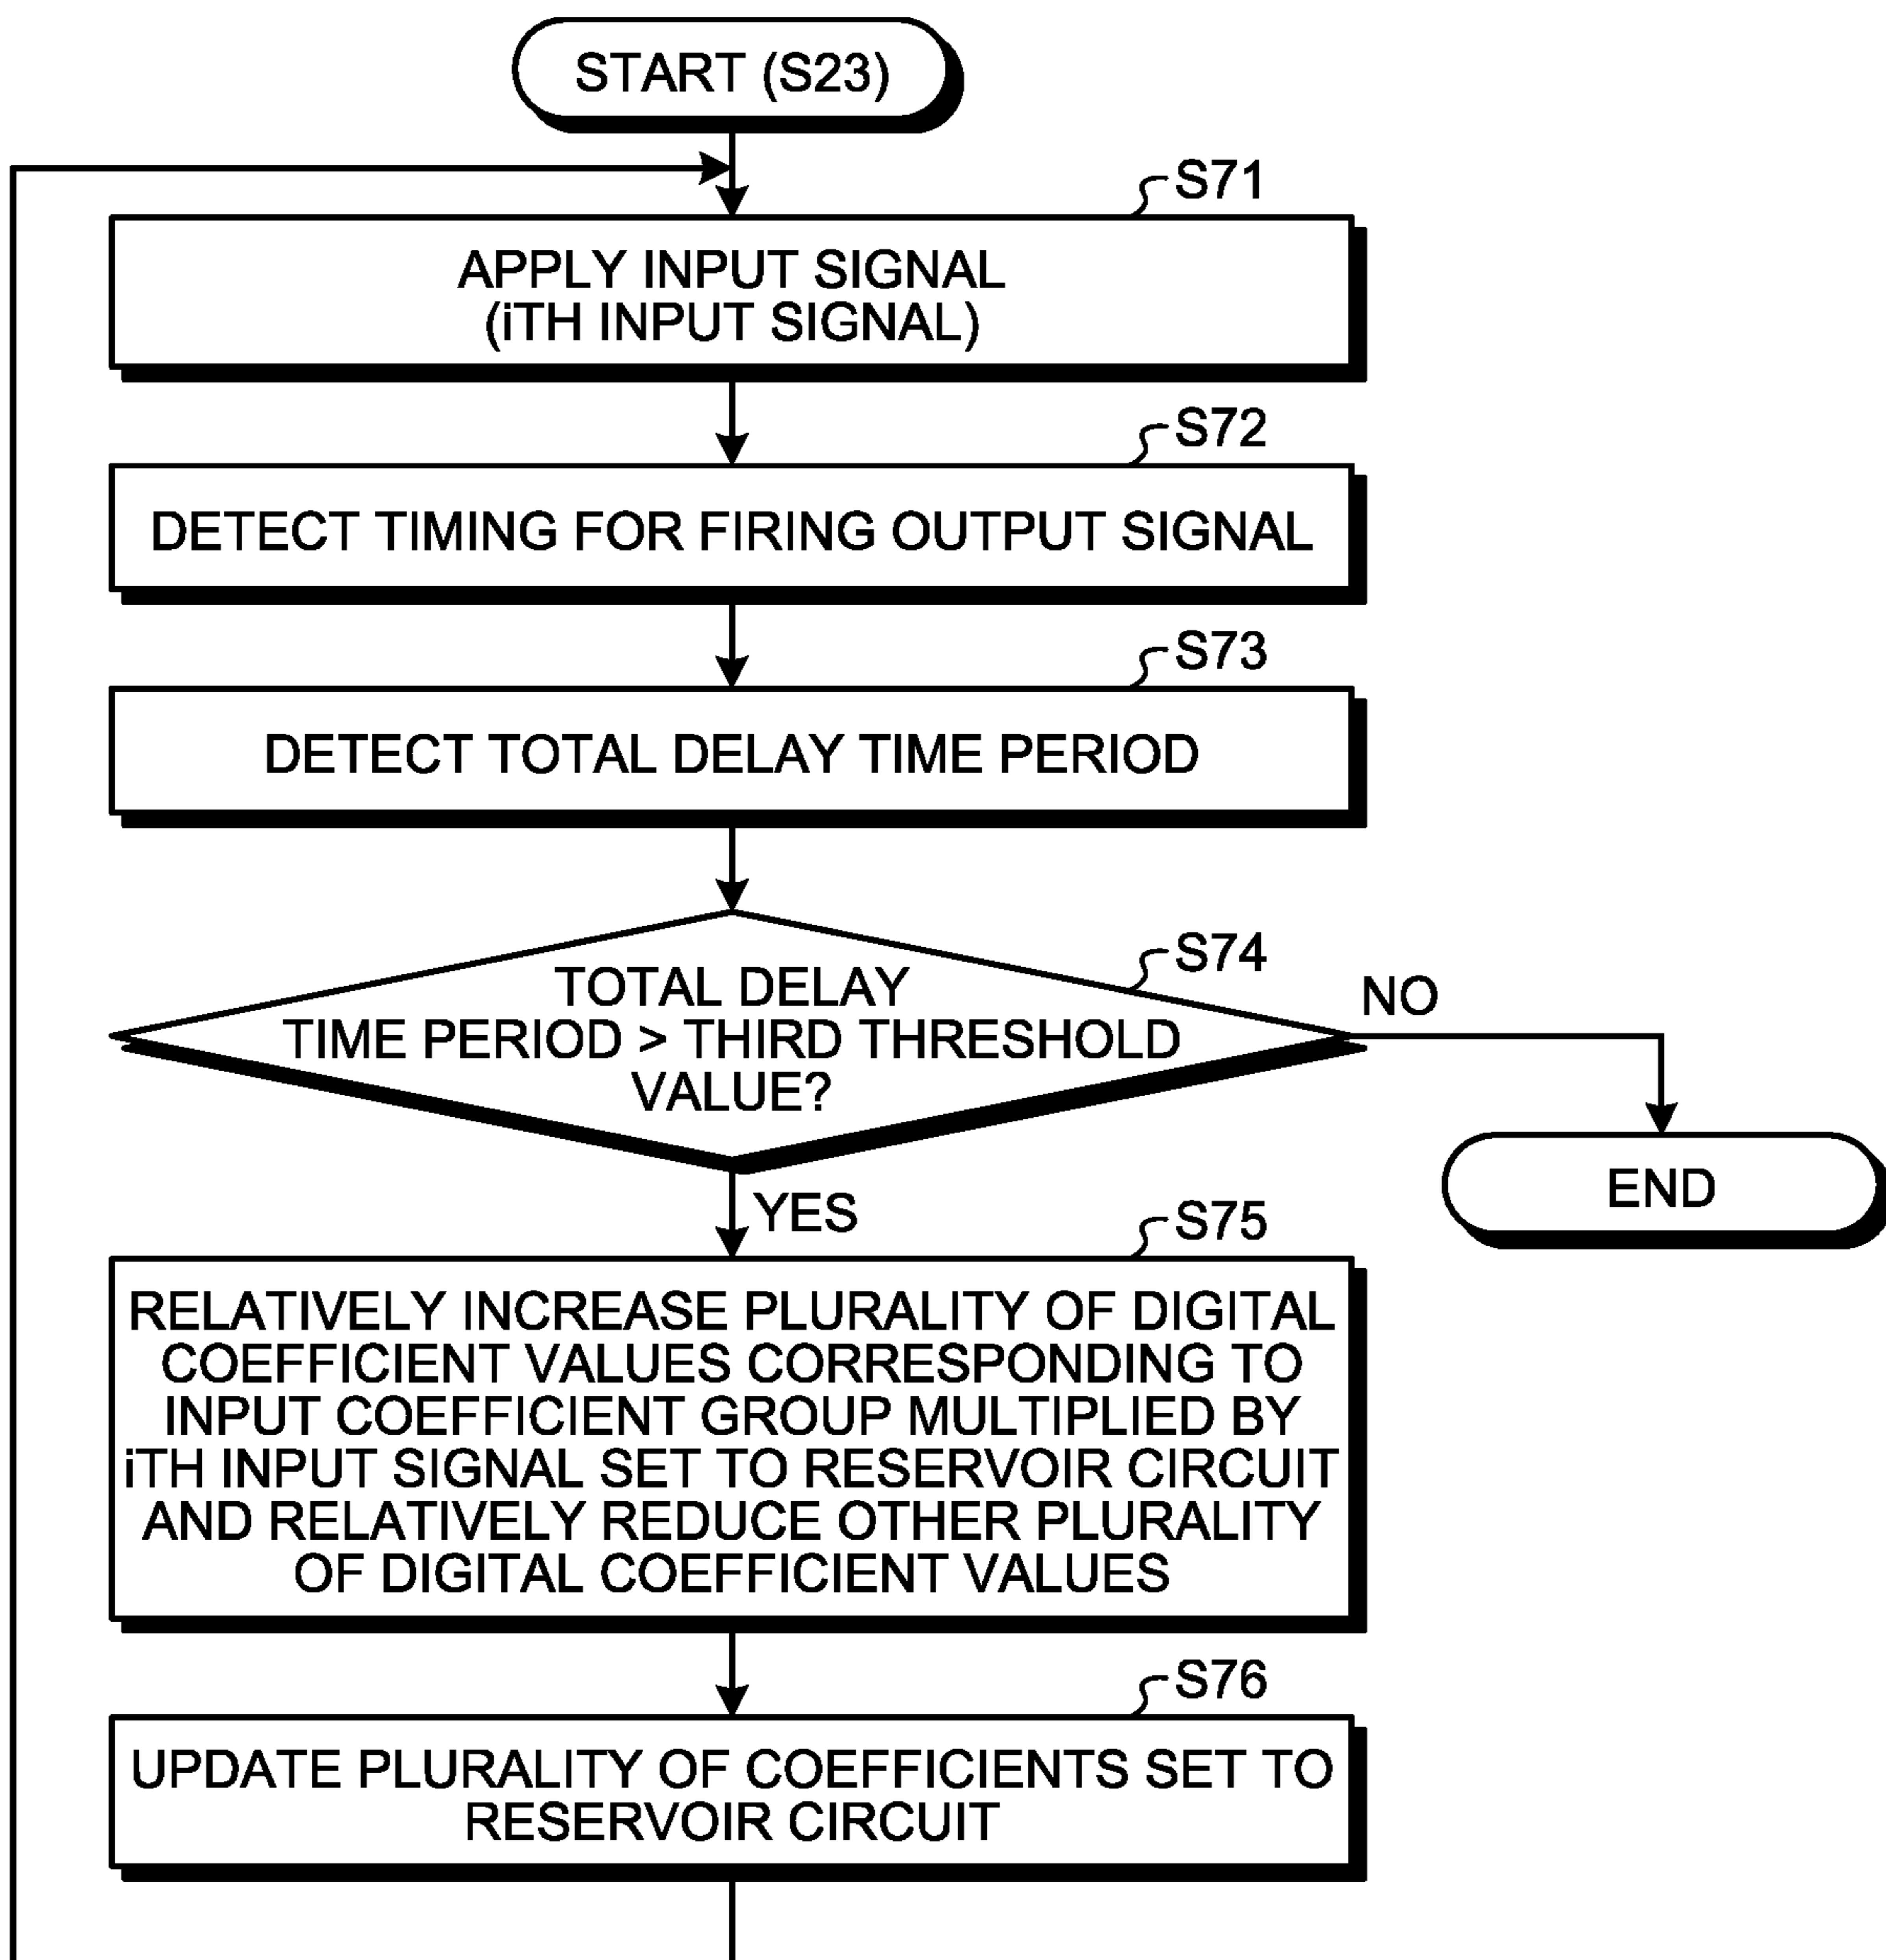 START (S23)
S71
APPLY INPUT SIGNAL
(iTH INPUT SIGNAL)
S72
DETECT TIMING FOR FIRING OUTPUT SIGNAL
S73
DETECT TOTAL DELAY TIME PERIOD
S74
TOTAL DELAY
TIME PERIOD > THIRD THRESHOLD
VALUE?
NO
END
YES
S75
RELATIVELY INCREASE PLURALITY OF DIGITAL
COEFFICIENT VALUES CORRESPONDING TO
INPUT COEFFICIENT GROUP MULTIPLIED BY
iTH INPUT SIGNAL SET TO RESERVOIR CIRCUIT
AND RELATIVELY REDUCE OTHER PLURALITY
OF DIGITAL COEFFICIENT VALUES
S76
UPDATE PLURALITY OF COEFFICIENTS SET TO
RESERVOIR CIRCUIT